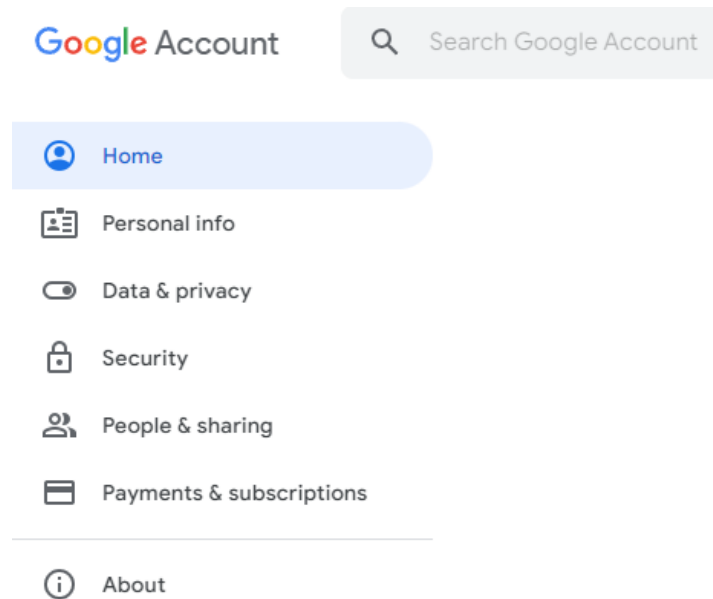 Google Account
Search Google Account
Home
Personal info
Data & privacy
Security
People & sharing
Payments & subscriptions
About